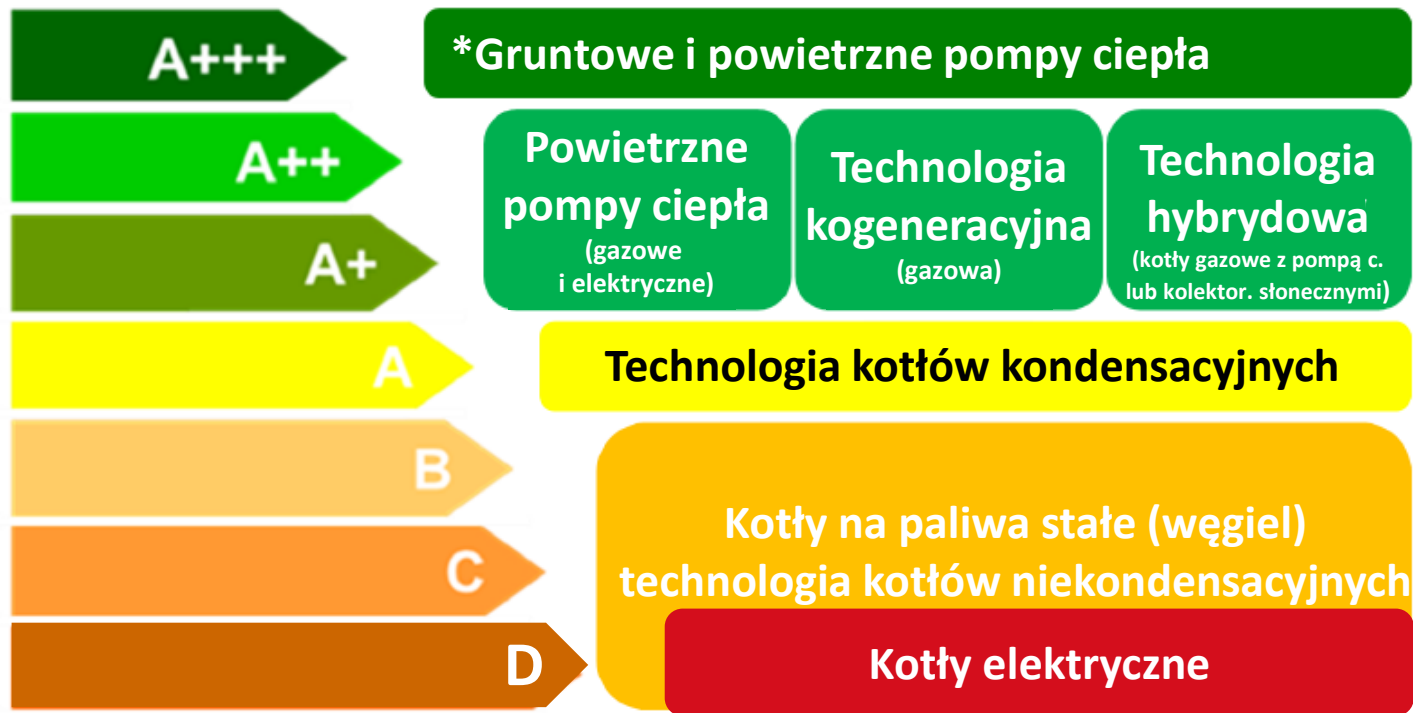 A+++
*Gruntowe i powietrzne pompy ciepła
A++
A+
Powietrzne
pompy ciepła
(gazowe
i elektryczne)
Technologia
kogeneracyjna
(gazowa)
Technologia
hybrydowa
(kotły gazowe z pompą c.
lub kolektor. słonecznymi)
A
Technologia kotłów kondensacyjnych
B
C
D
Kotły na paliwa stałe (węgiel)
technologia kotłów niekondensacyjnych
Kotły elektryczne